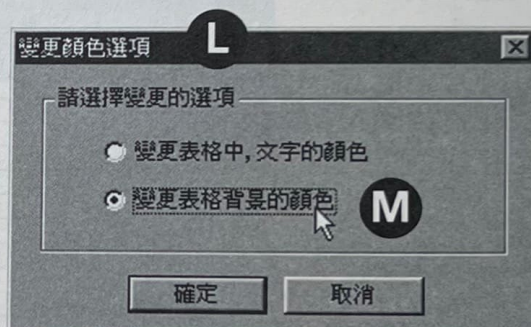 L
變更顏色選項
請選擇變更的選項
變更表格中,文字的顏色
變更表格背景的顏色 M
確定 取消